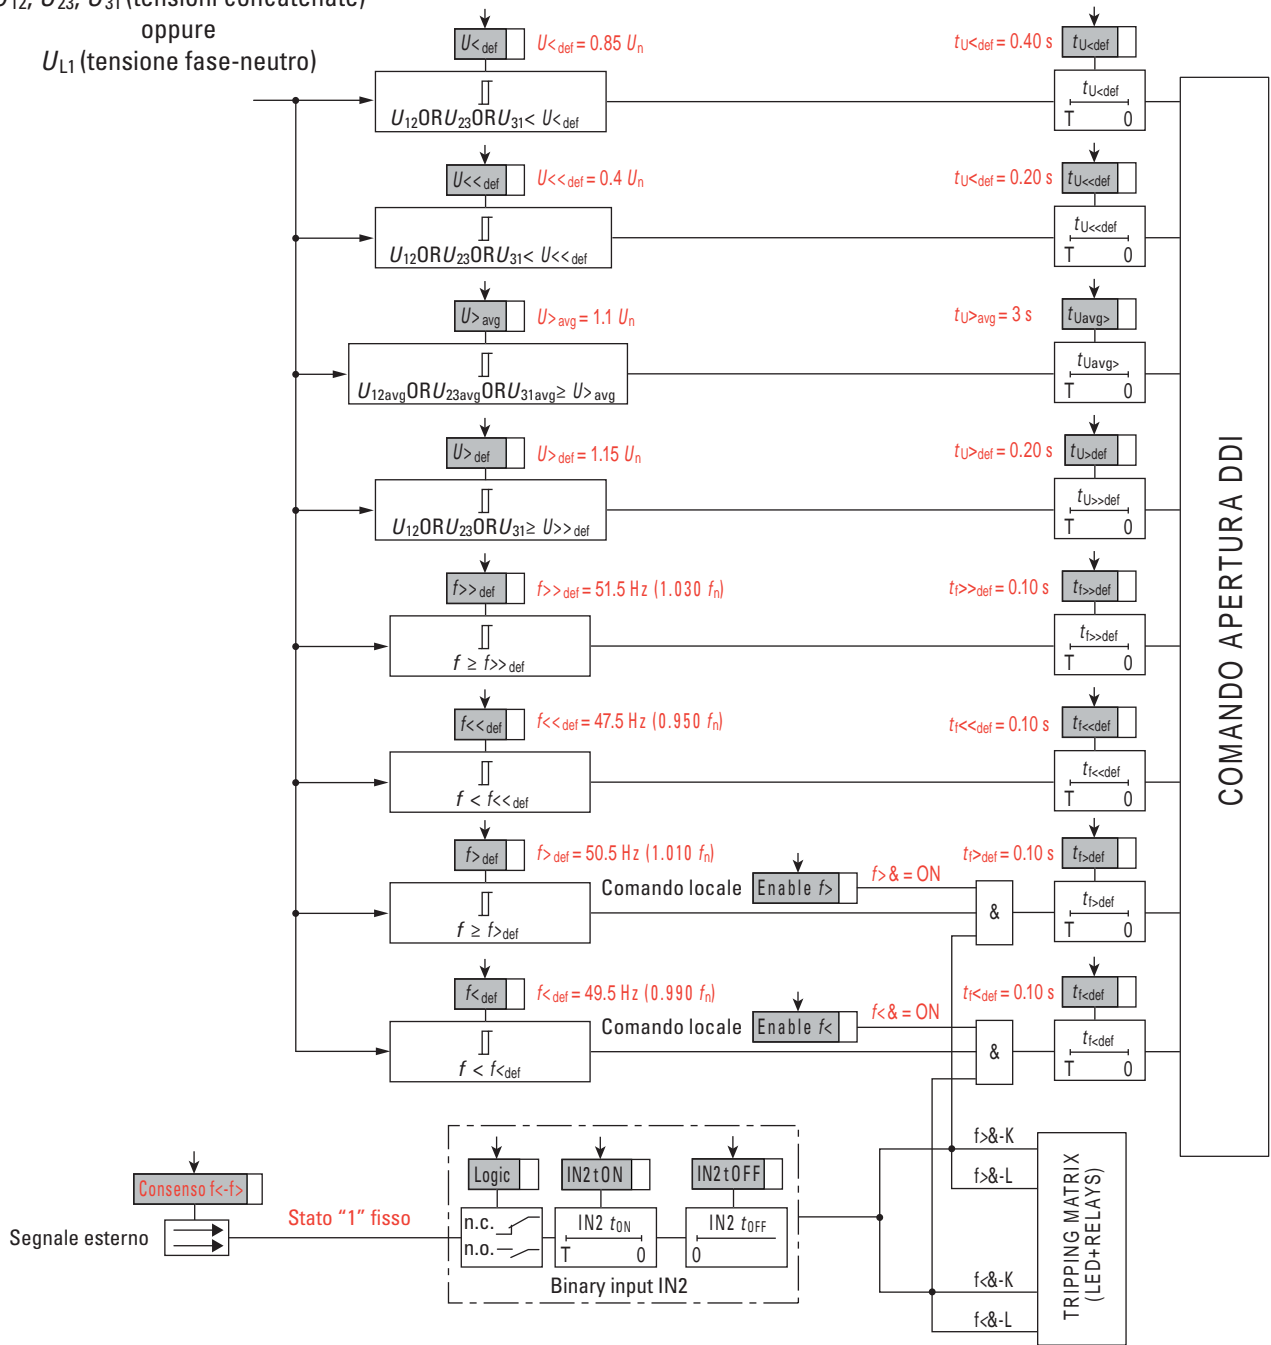 U12, U23, U31 (tensioni concatenate)
oppure
UL1 (tensione fase-neutro)
U<def U<def = 0.85 Un tU<def = 0.40 s tU<def
U12ORU23ORU31< U<def
tU<def
T 0
U<<def U<<def = 0.4 Un tU<def = 0.20 s tU<<def
U12ORU23ORU31< U<<def
tU<<def
T 0
U>avg U>avg = 1.1 Un tU>avg = 3 s tUavg>
U12avgORU23avgORU31avg≥ U>avg
tUavg>
T 0
U>def U>def = 1.15 Un tU>def = 0.20 s tU>def
U12ORU23ORU31≥ U>>def
tU>>def
T 0
f>>def f>>def = 51.5 Hz (1.030 fn) tf>>def = 0.10 s tf>>def
f ≥ f>>def
tf>>def
T 0
f<<def f<<def = 47.5 Hz (0.950 fn) tf<<def = 0.10 s tf<<def
f < f<<def
tf<<def
T 0
f>def f>def = 50.5 Hz (1.010 fn) tf>def = 0.10 s tf>def
Comando locale Enable f> f>& = ON
f ≥ f>def
&
tf>def
T 0
f<def f<def = 49.5 Hz (0.990 fn) tf<def = 0.10 s tf<def
Comando locale Enable f< f<& = ON
f < f<def
&
tf<def
T 0
COMANDO APERTURA DDI
Consenso f<-f>
Segnale esterno
Stato “1” fisso
Logic IN2tON IN2tOFF
n.c.
n.o.
IN2 tON
T 0
IN2 tOFF
0
Binary input IN2
f>&-K
f>&-L
f<&-K
f<&-L
TRIPPING MATRIX
(LED+RELAYS)